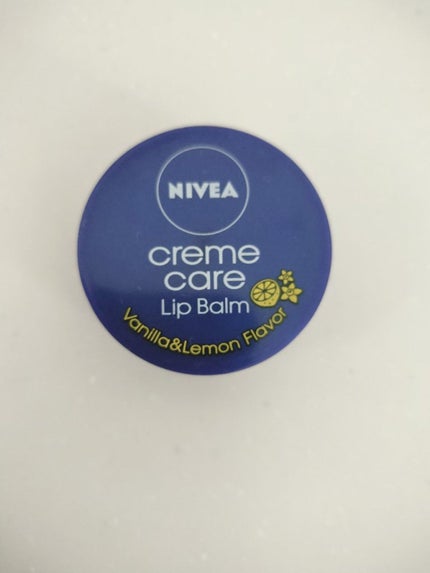 NIVEA
creme
care
Lip Balm
Vanilla&Lemon Flavor